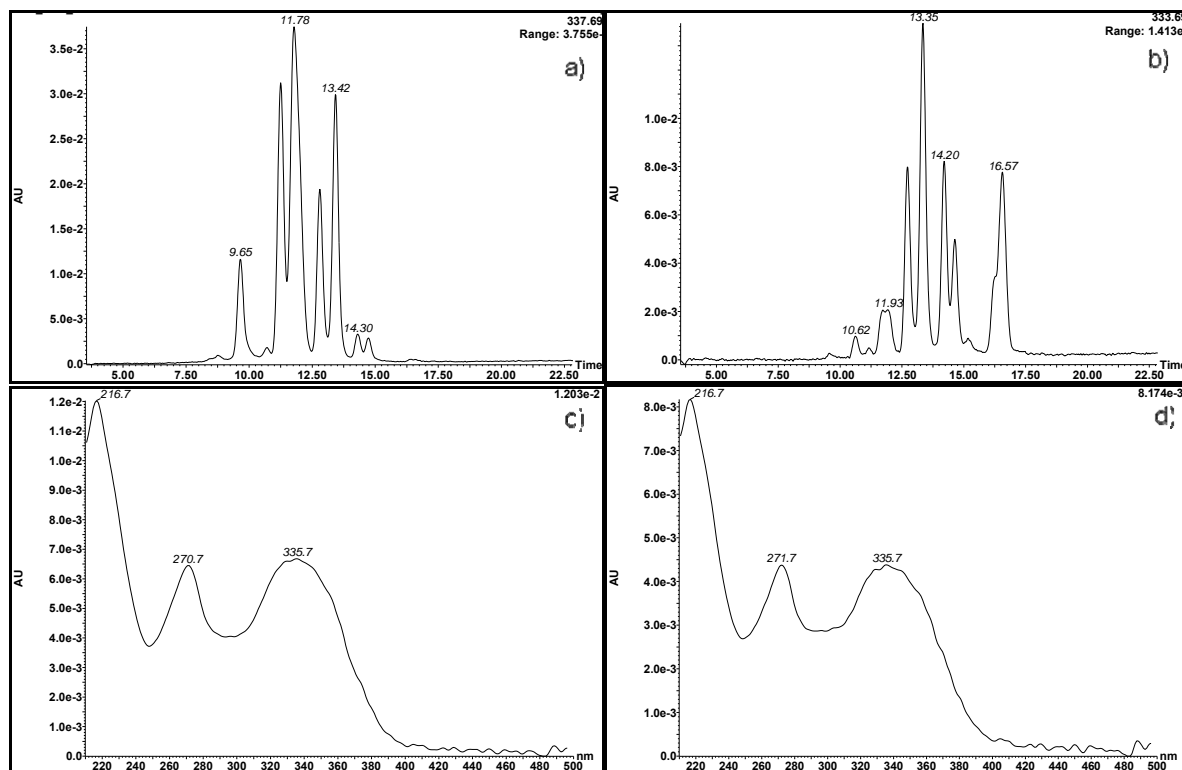 11.78
337.69
Range: 3.755e-
a)
3.5e-2
3.0e-2
2.5e-2
2.0e-2
1.5e-2
1.0e-2
5.0e-3
0.0
AU
13.42
9.65
14.30
5.00 7.50 10.00 12.50 15.00 17.50 20.00 22.50
Time
13.35
333.69
Range: 1.413e
b)
1.0e-2
8.0e-3
6.0e-3
4.0e-3
2.0e-3
0.0
AU
14.20
16.57
11.93
10.62
5.00 7.50 10.00 12.50 15.00 17.50 20.00 22.50
Time
216.7
1.203e-2
c)
1.2e-2
1.1e-2
1.0e-2
9.0e-3
8.0e-3
7.0e-3
6.0e-3
5.0e-3
4.0e-3
3.0e-3
2.0e-3
1.0e-3
0.0
AU
270.7
335.7
220 240 260 280 300 320 340 360 380 400 420 440 460 480 500
nm
216.7
8.174e-3
d)
8.0e-3
7.0e-3
6.0e-3
5.0e-3
4.0e-3
3.0e-3
2.0e-3
1.0e-3
0.0
AU
271.7
335.7
220 240 260 280 300 320 340 360 380 400 420 440 460 480 500
nm